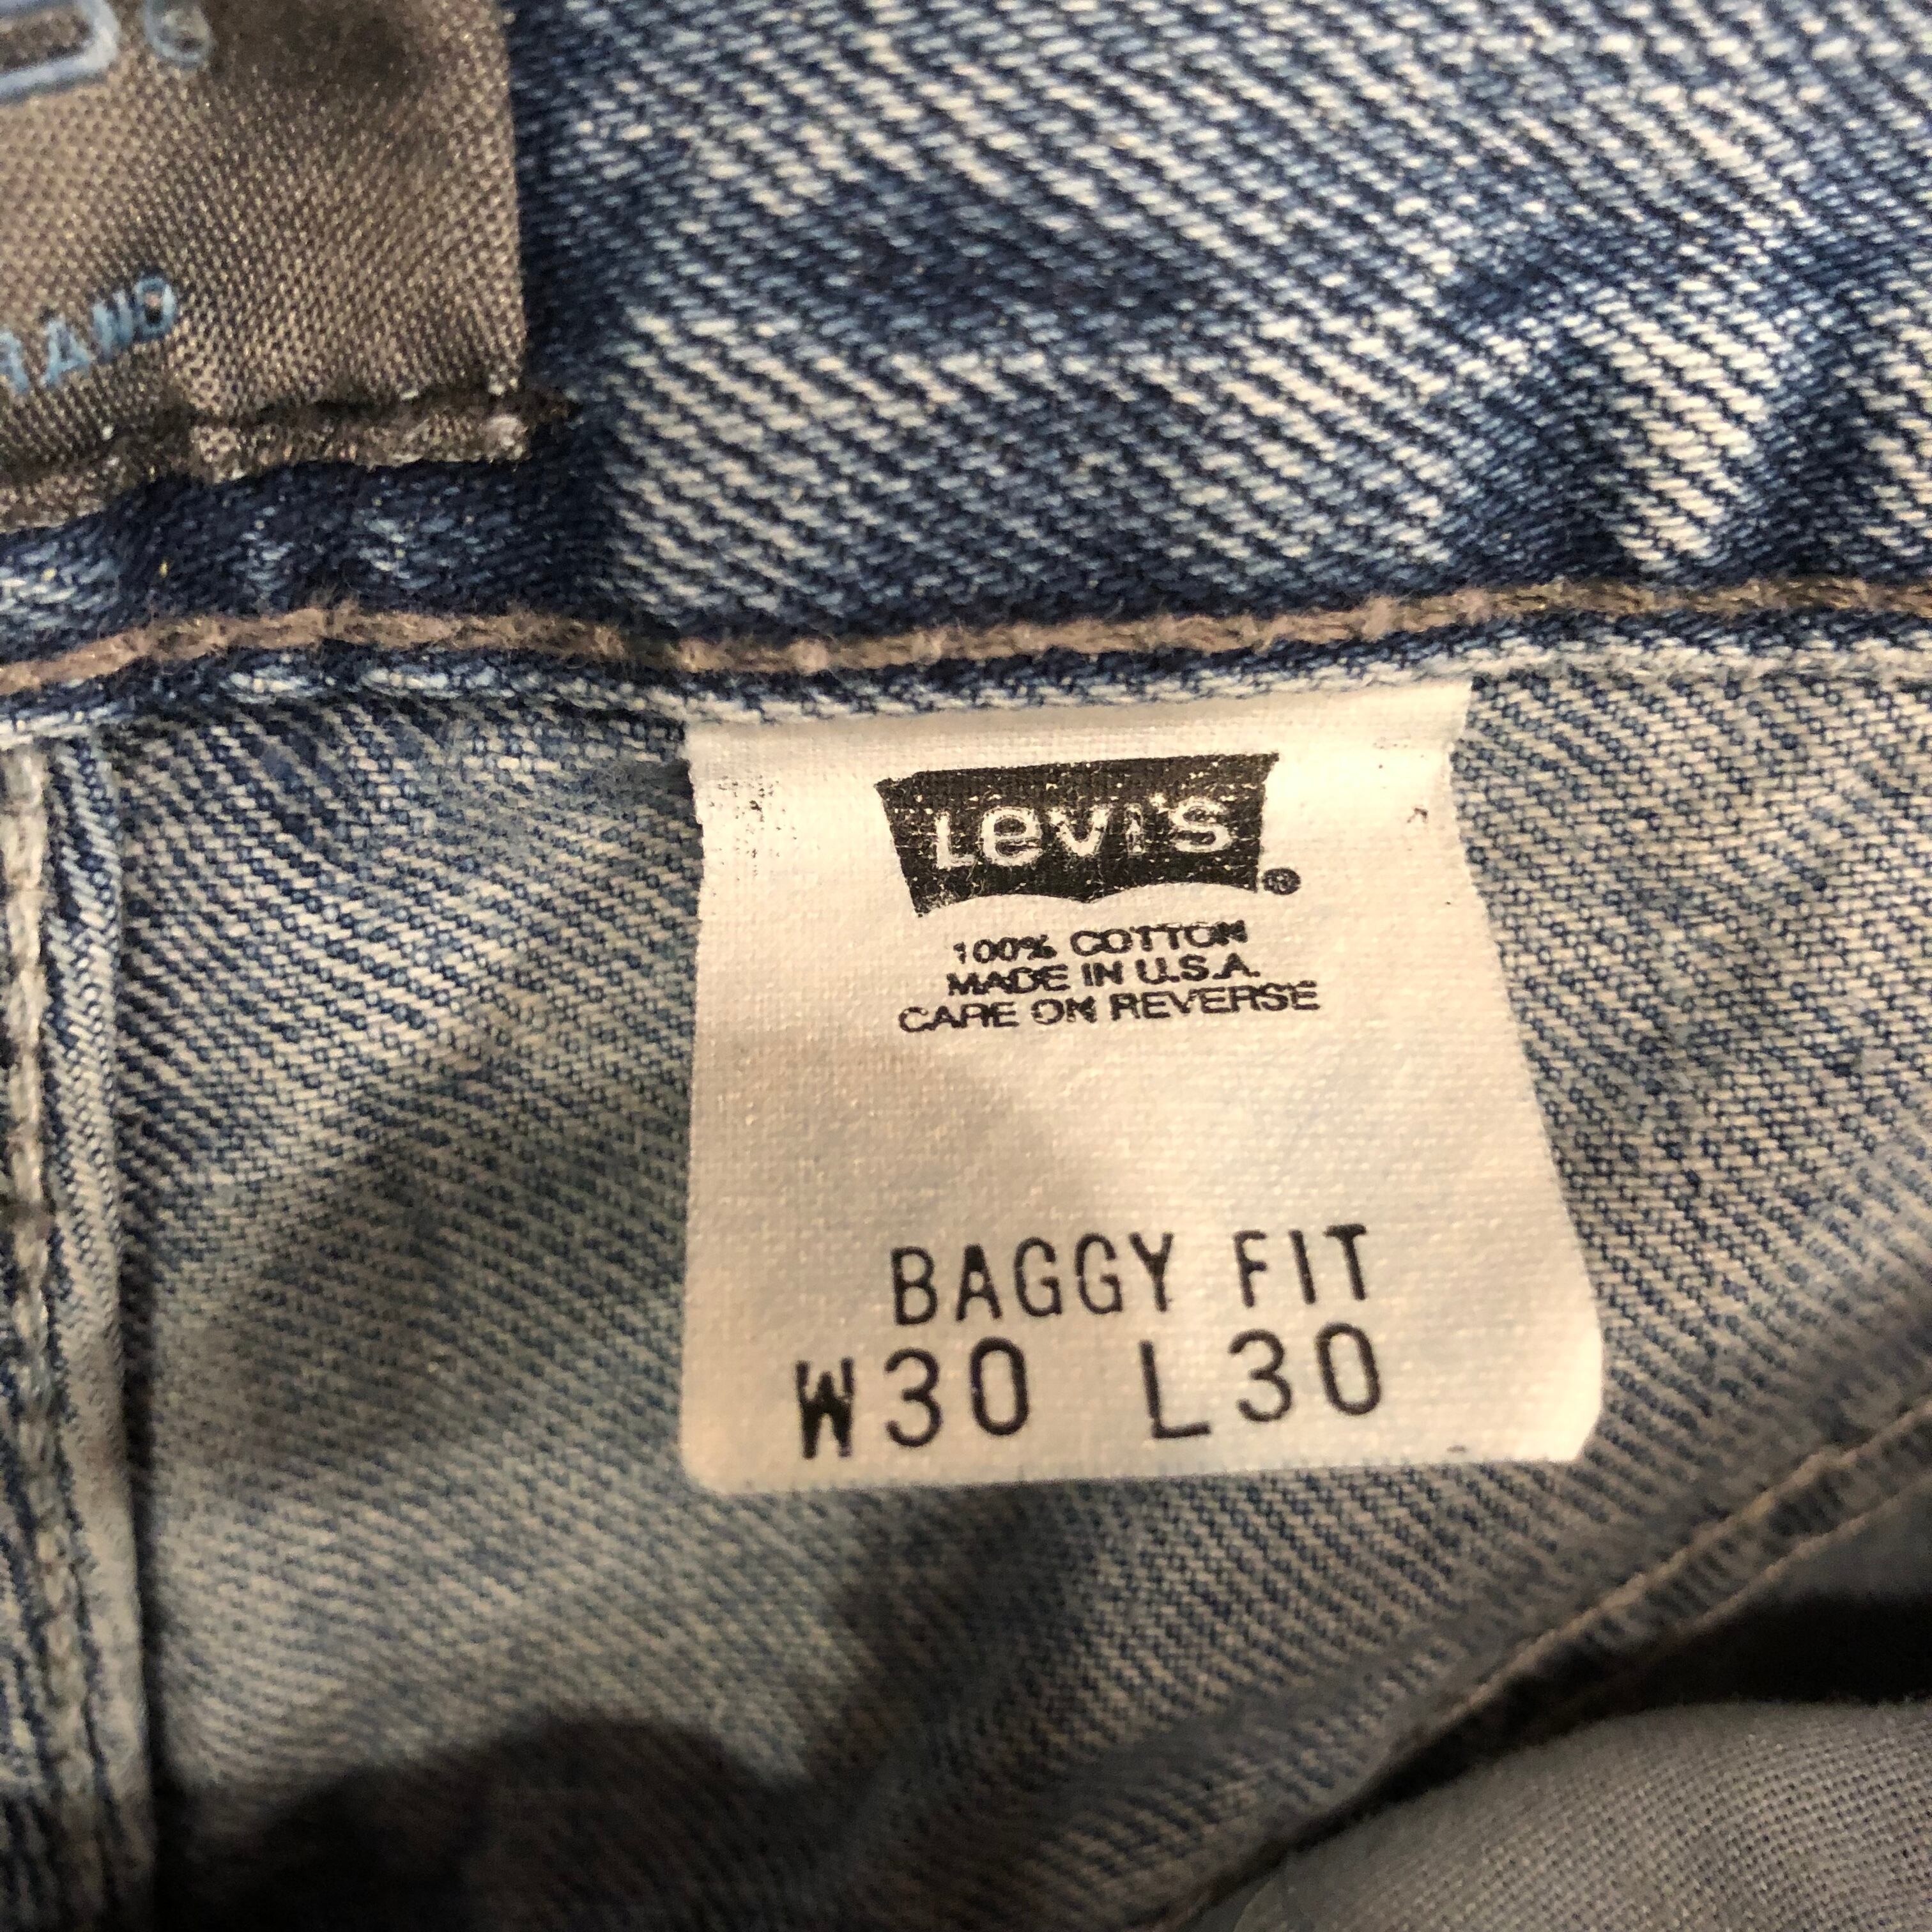 Levi's®
100% COTTON
MADE IN U.S.A.
CARE ON REVERSE
BAGGY FIT
W30 L30